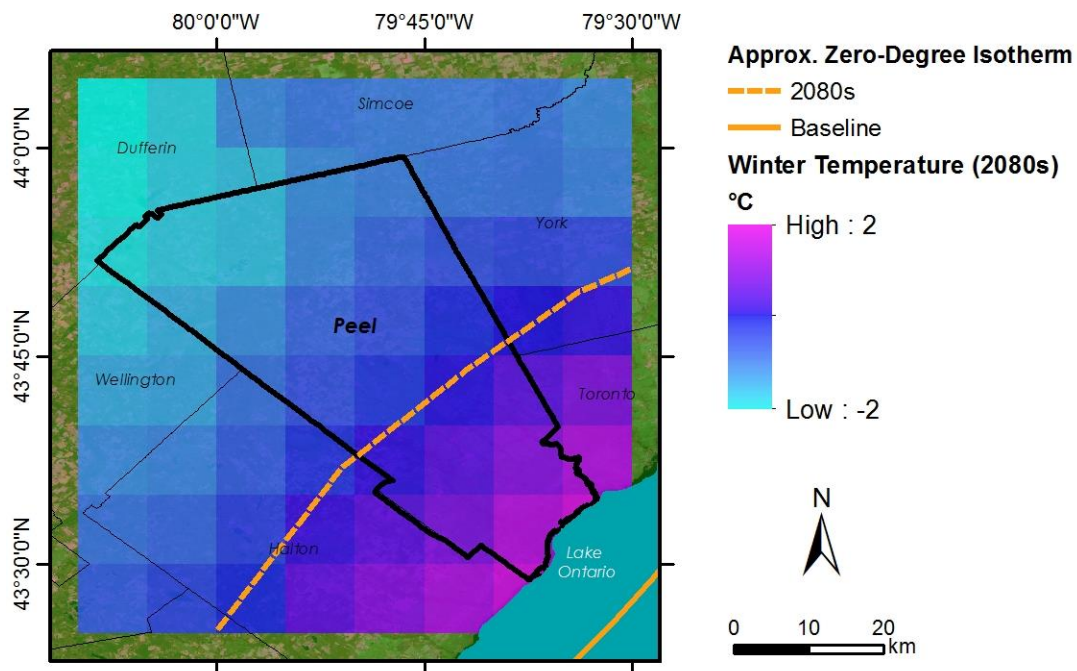 80°0'0"W
79°45'0"W
79°30'0"W
44°0'0"N
43°45'0"N
43°30'0"N
Simcoe
Dufferin
York
Peel
Wellington
Toronto
Halton
Lake
Ontario
Approx. Zero-Degree Isotherm
2080s
Baseline
Winter Temperature (2080s)
°C
High : 2
Low : -2
N
0 10 20
km